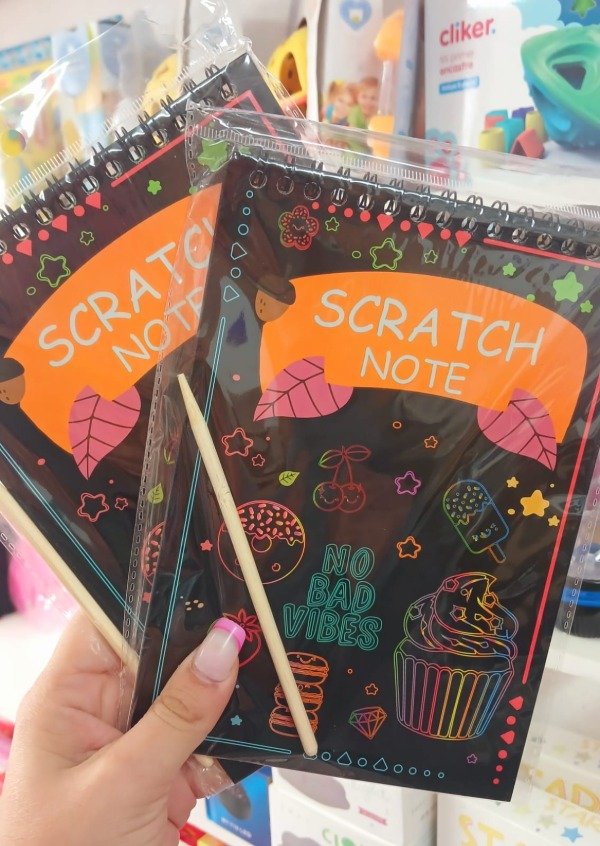 cliker.
SCRATCH
NOTE
SCRATCH
NOTE
NO
BAD
VIBES